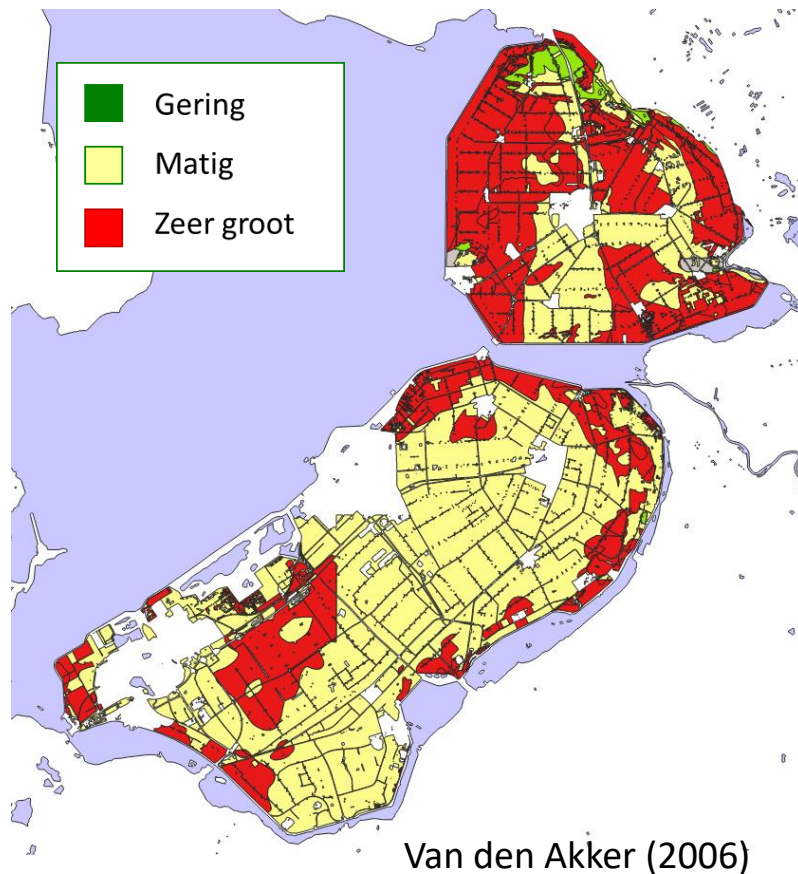 Gering
Matig
Zeer groot
Van den Akker (2006)